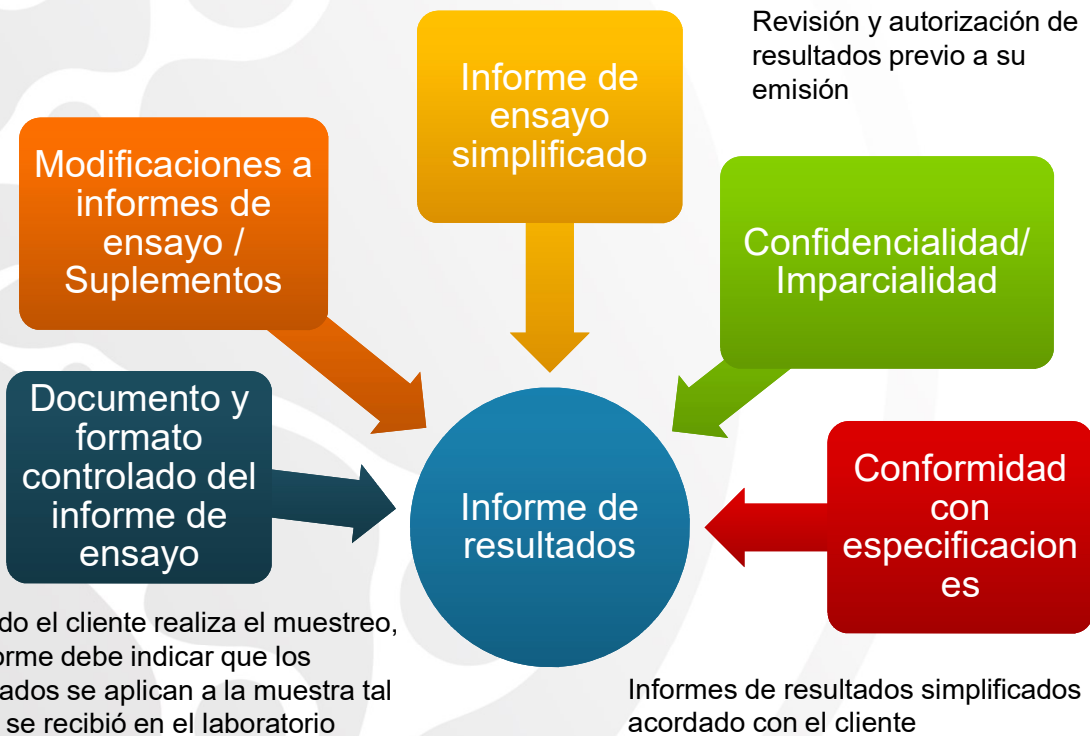 Revisión y autorización de
resultados previo a su
emisión
Informe de
ensayo
simplificado
Modificaciones a
informes de
ensayo /
Suplementos
Confidencialidad/
Imparcialidad
Documento y
formato
controlado del
informe de
ensayo
Informe de
resultados
Conformidad
con
especificacion
es
do el cliente realiza el muestreo,
orme debe indicar que los
ados se aplican a la muestra tal
se recibió en el laboratorio
Informes de resultados simplificados
acordado con el cliente